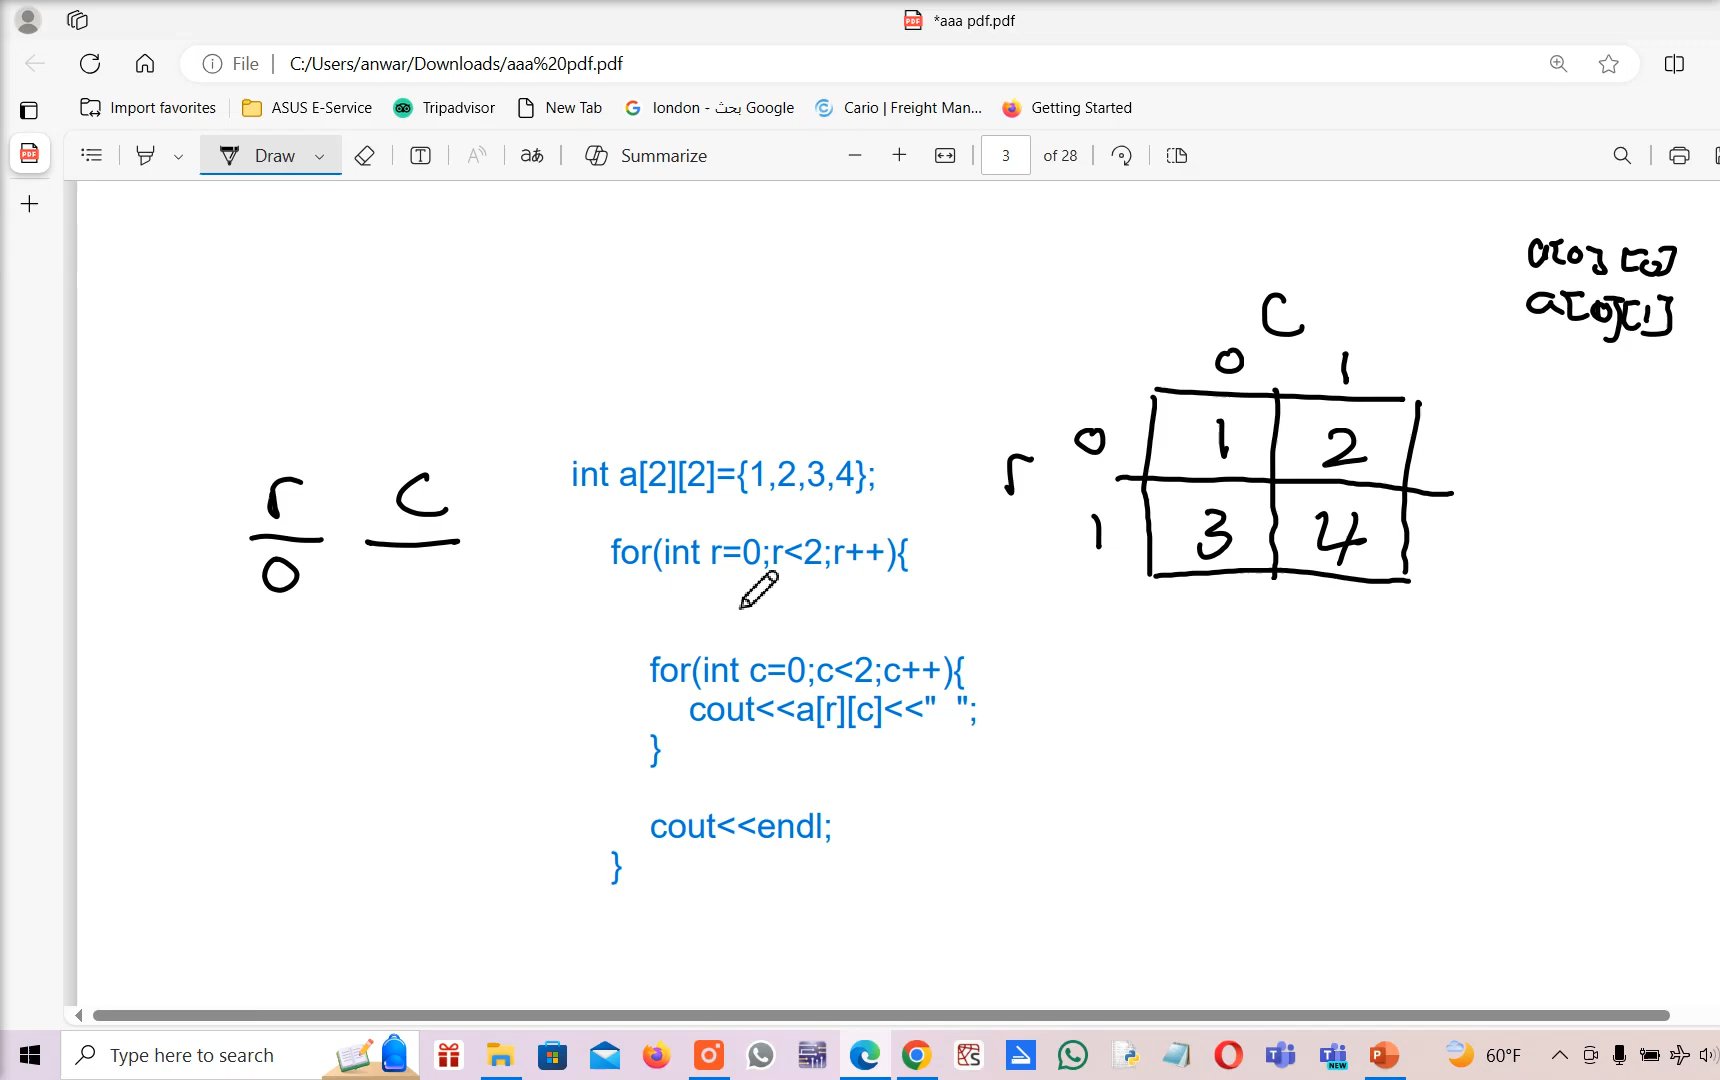 *aaa pdf.pdf
File C:/Users/anwar/Downloads/aaa%20pdf.pdf
Import favorites ASUS E-Service Tripadvisor New Tab london - بحث Google Cario | Freight Man... Getting Started
Draw aあ Summarize 3 of 28
a[0][0]
a[0][1]
C
0 1
0 1 2
r
1 3 4
r c
0
int a[2][2]={1,2,3,4};
for(int r=0;r<2;r++){
for(int c=0;c<2;c++){
cout<<a[r][c]<<"  ";
}
cout<<endl;
}
Type here to search 60°F